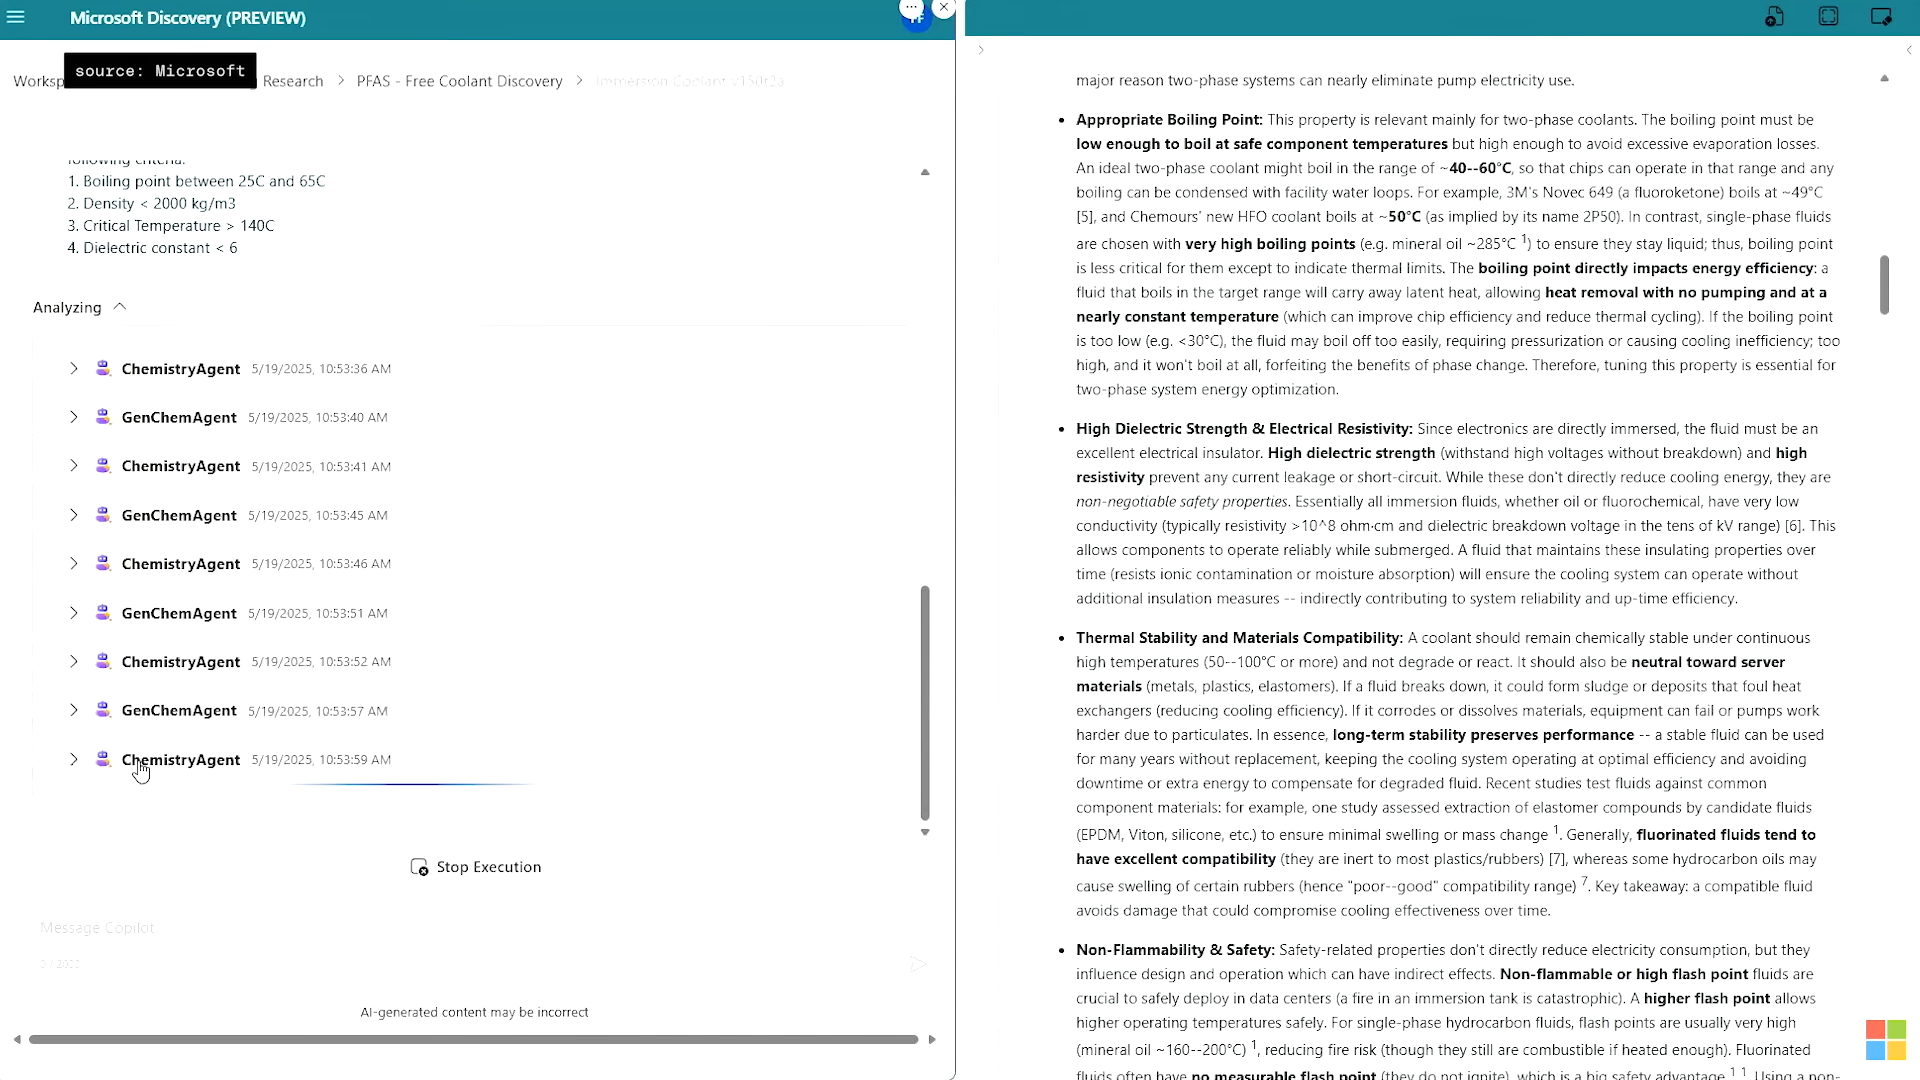 Microsoft Discovery (PREVIEW)
source: Microsoft
Worksp
Research > PFAS - Free Coolant Discovery > Immersion Coolant v150r2a
following criteria:
1. Boiling point between 25C and 65C
2. Density < 2000 kg/m3
3. Critical Temperature > 140C
4. Dielectric constant < 6
Analyzing
ChemistryAgent 5/19/2025, 10:53:36 AM
GenChemAgent 5/19/2025, 10:53:40 AM
ChemistryAgent 5/19/2025, 10:53:41 AM
GenChemAgent 5/19/2025, 10:53:45 AM
ChemistryAgent 5/19/2025, 10:53:46 AM
GenChemAgent 5/19/2025, 10:53:51 AM
ChemistryAgent 5/19/2025, 10:53:52 AM
GenChemAgent 5/19/2025, 10:53:57 AM
ChemistryAgent 5/19/2025, 10:53:59 AM
Stop Execution
Message Copilot
0 / 2000
AI-generated content may be incorrect
major reason two-phase systems can nearly eliminate pump electricity use.
• Appropriate Boiling Point: This property is relevant mainly for two-phase coolants. The boiling point must be
low enough to boil at safe component temperatures but high enough to avoid excessive evaporation losses.
An ideal two-phase coolant might boil in the range of ~40--60°C, so that chips can operate in that range and any
boiling can be condensed with facility water loops. For example, 3M's Novec 649 (a fluoroketone) boils at ~49°C
[5], and Chemours' new HFO coolant boils at ~50°C (as implied by its name 2P50). In contrast, single-phase fluids
are chosen with very high boiling points (e.g. mineral oil ~285°C 1) to ensure they stay liquid; thus, boiling point
is less critical for them except to indicate thermal limits. The boiling point directly impacts energy efficiency: a
fluid that boils in the target range will carry away latent heat, allowing heat removal with no pumping and at a
nearly constant temperature (which can improve chip efficiency and reduce thermal cycling). If the boiling point
is too low (e.g. <30°C), the fluid may boil off too easily, requiring pressurization or causing cooling inefficiency; too
high, and it won't boil at all, forfeiting the benefits of phase change. Therefore, tuning this property is essential for
two-phase system energy optimization.
• High Dielectric Strength & Electrical Resistivity: Since electronics are directly immersed, the fluid must be an
excellent electrical insulator. High dielectric strength (withstand high voltages without breakdown) and high
resistivity prevent any current leakage or short-circuit. While these don't directly reduce cooling energy, they are
non-negotiable safety properties. Essentially all immersion fluids, whether oil or fluorochemical, have very low
conductivity (typically resistivity >10^8 ohm·cm and dielectric breakdown voltage in the tens of kV range) [6]. This
allows components to operate reliably while submerged. A fluid that maintains these insulating properties over
time (resists ionic contamination or moisture absorption) will ensure the cooling system can operate without
additional insulation measures -- indirectly contributing to system reliability and up-time efficiency.
• Thermal Stability and Materials Compatibility: A coolant should remain chemically stable under continuous
high temperatures (50--100°C or more) and not degrade or react. It should also be neutral toward server
materials (metals, plastics, elastomers). If a fluid breaks down, it could form sludge or deposits that foul heat
exchangers (reducing cooling efficiency). If it corrodes or dissolves materials, equipment can fail or pumps work
harder due to particulates. In essence, long-term stability preserves performance -- a stable fluid can be used
for many years without replacement, keeping the cooling system operating at optimal efficiency and avoiding
downtime or extra energy to compensate for degraded fluid. Recent studies test fluids against common
component materials: for example, one study assessed extraction of elastomer compounds by candidate fluids
(EPDM, Viton, silicone, etc.) to ensure minimal swelling or mass change 1. Generally, fluorinated fluids tend to
have excellent compatibility (they are inert to most plastics/rubbers) [7], whereas some hydrocarbon oils may
cause swelling of certain rubbers (hence "poor--good" compatibility range) 7. Key takeaway: a compatible fluid
avoids damage that could compromise cooling effectiveness over time.
• Non-Flammability & Safety: Safety-related properties don't directly reduce electricity consumption, but they
influence design and operation which can have indirect effects. Non-flammable or high flash point fluids are
crucial to safely deploy in data centers (a fire in an immersion tank is catastrophic). A higher flash point allows
higher operating temperatures safely. For single-phase hydrocarbon fluids, flash points are usually very high
(mineral oil ~160--200°C) 1, reducing fire risk (though they still are combustible if heated enough). Fluorinated
fluids often have no measurable flash point (they do not ignite), which is a big safety advantage 1 1. Using a non-